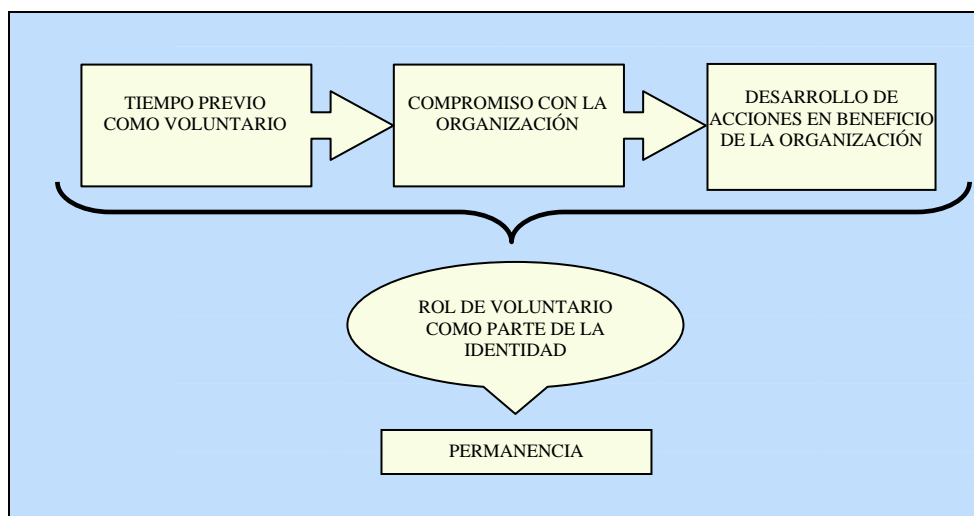 TIEMPO PREVIO
COMO VOLUNTARIO
COMPROMISO CON LA
ORGANIZACIÓN
DESARROLLO DE
ACCIONES EN BENEFICIO
DE LA ORGANIZACIÓN
ROL DE VOLUNTARIO
COMO PARTE DE LA
IDENTIDAD
PERMANENCIA